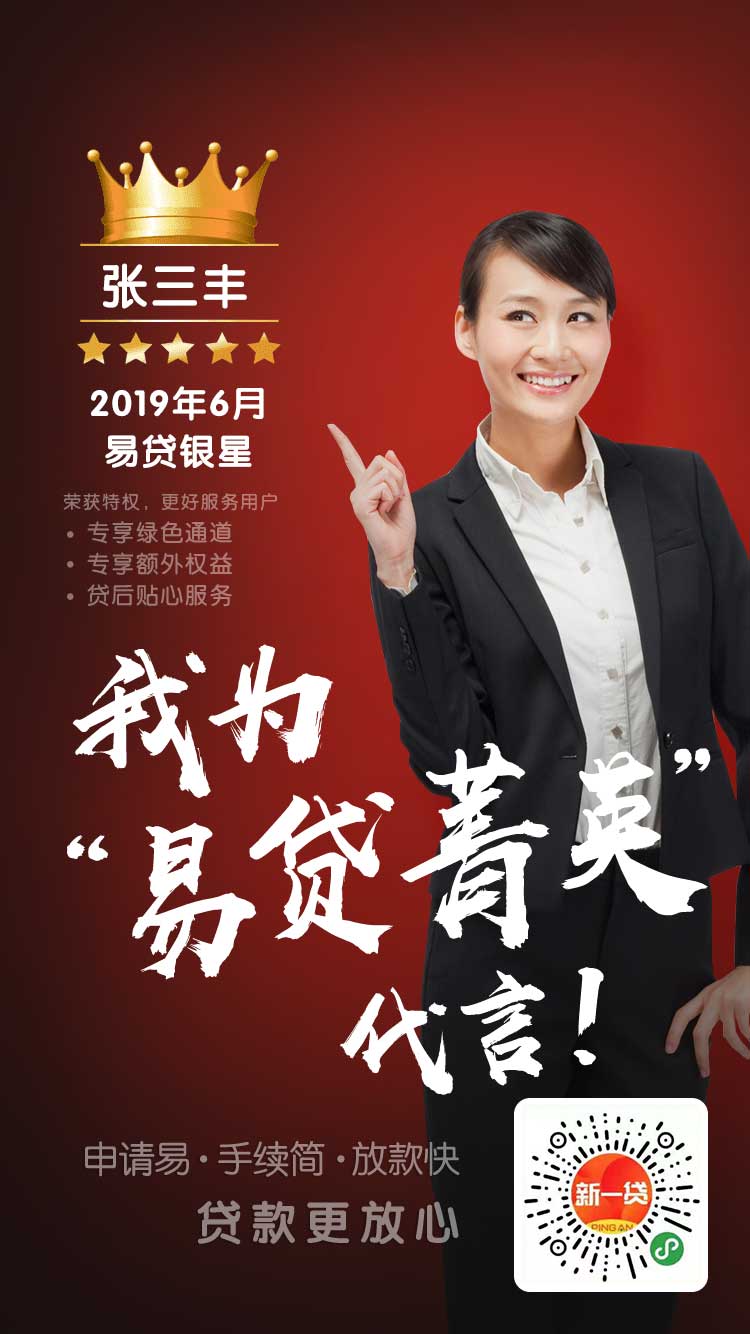 张三丰
2019年6月
易贷银星
荣获特权，更好服务用户
• 专享绿色通道
• 专享额外权益
• 贷后贴心服务
我为
“易贷菁英”
代言！
申请易·手续简·放款快
贷款更放心
新一贷
PING AN